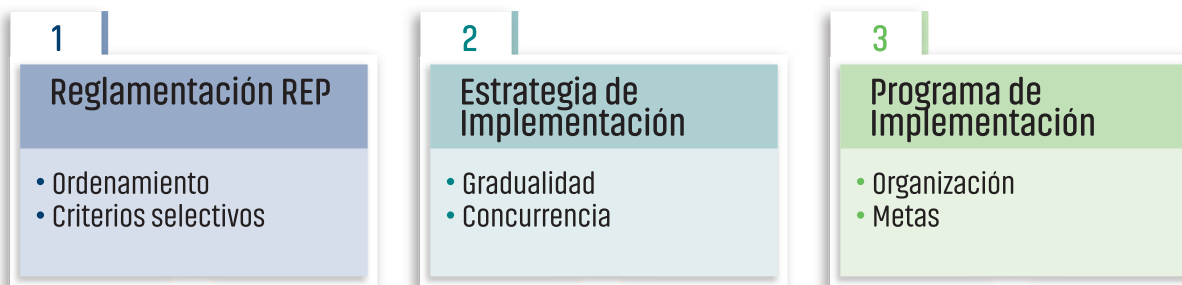 1
Reglamentación REP
• Ordenamiento
• Criterios selectivos
2
Estrategia de
Implementación
• Gradualidad
• Concurrencia
3
Programa de
Implementación
• Organización
• Metas